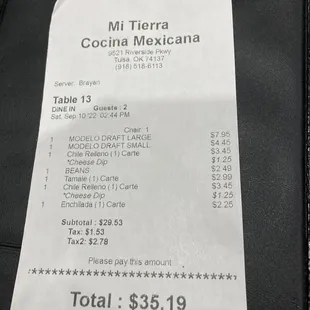 Mi Tierra
Cocina Mexicana
9521 Riverside Pkwy
Tulsa, OK 74137
(918) 518-6113
Server: Brayan
Table 13
DINE IN Guests : 2
Sat, Sep 10 '22 02:44 PM
Chair: 1
1 MODELO DRAFT LARGE $7.95
1 MODELO DRAFT SMALL $4.45
1 Chile Relleno (1) Carte $3.45
*Cheese Dip $1.25
1 BEANS $2.49
1 Tamale (1) Carte $2.99
1 Chile Relleno (1) Carte $3.45
*Cheese Dip $1.25
1 Enchilada (1) Carte $2.25
Subtotal : $29.53
Tax: $1.53
Tax2: $2.78
Please pay this amount
******************************
Total : $35.19